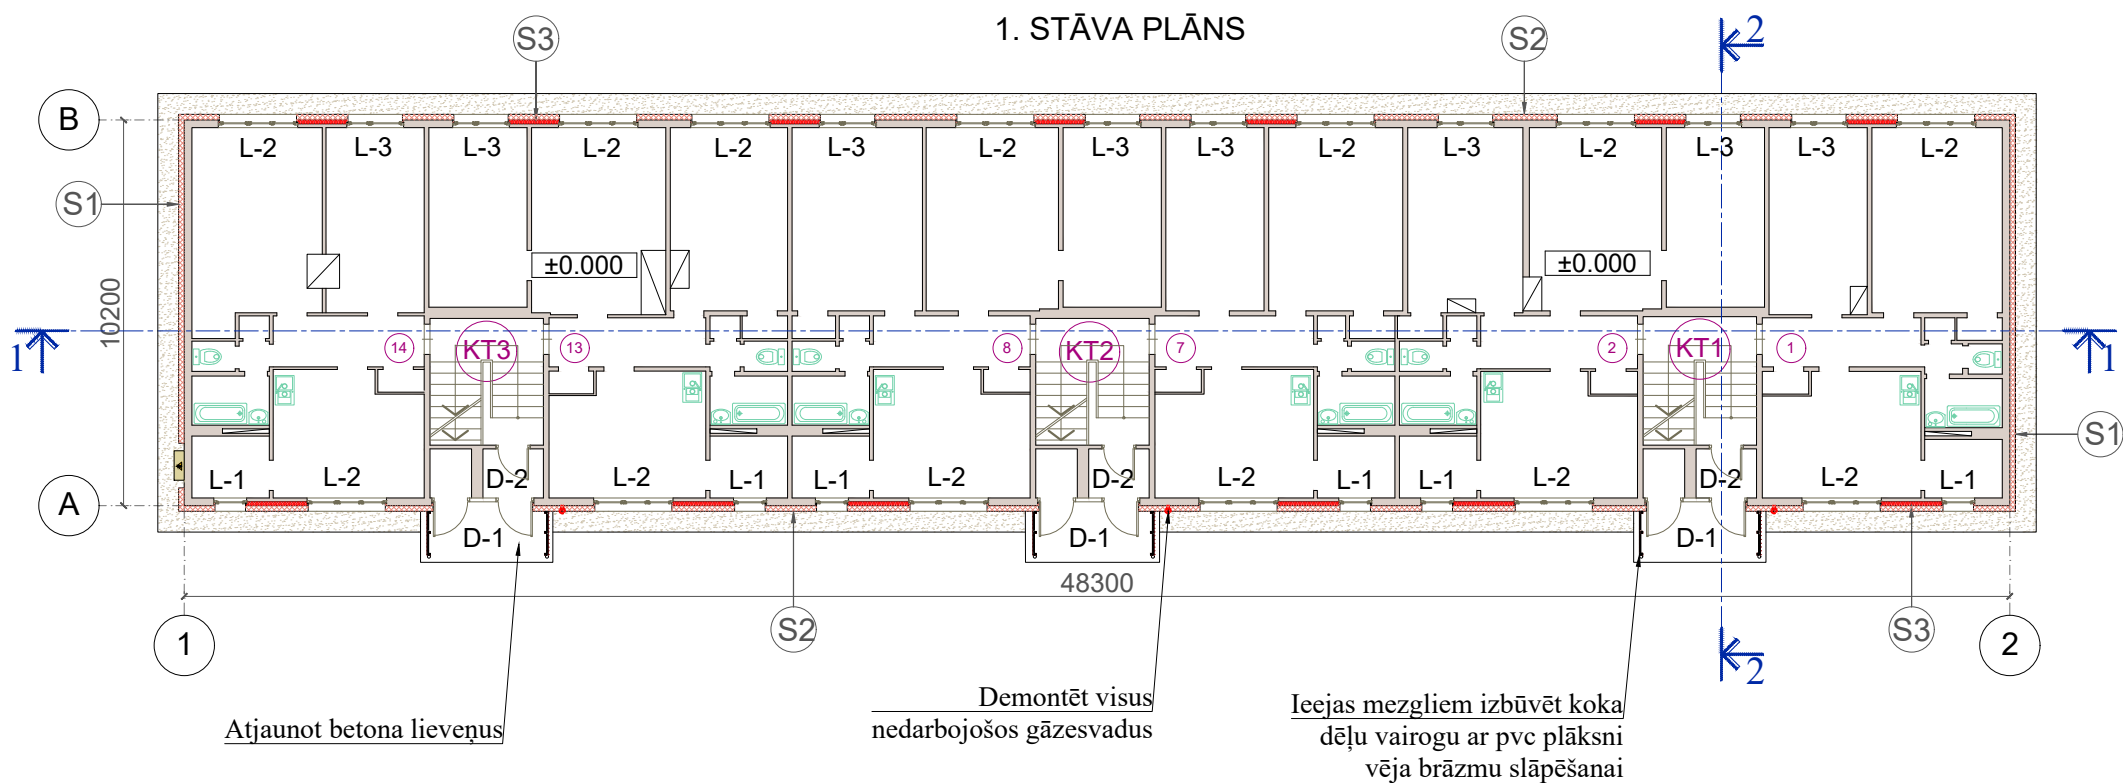 1. STĀVA PLĀNS
S3
S2
2
B
L-2
L-3
L-3
L-2
L-2
L-3
L-2
L-3
L-3
L-2
L-3
L-2
L-3
L-3
L-2
S1
10200
±0.000
±0.000
1
14
KT3
13
8
KT2
7
2
KT1
1
1
S1
A
L-1
L-2
D-2
L-2
L-1
L-1
L-2
D-2
L-2
L-1
L-1
L-2
D-2
L-2
L-1
D-1
D-1
D-1
48300
1
S2
S3
2
2
Atjaunot betona lieveņus
Demontēt visus
nedarbojošos gāzesvadus
Ieejas mezgliem izbūvēt koka
dēļu vairogu ar pvc plāksni
vēja brāzmu slāpēšanai